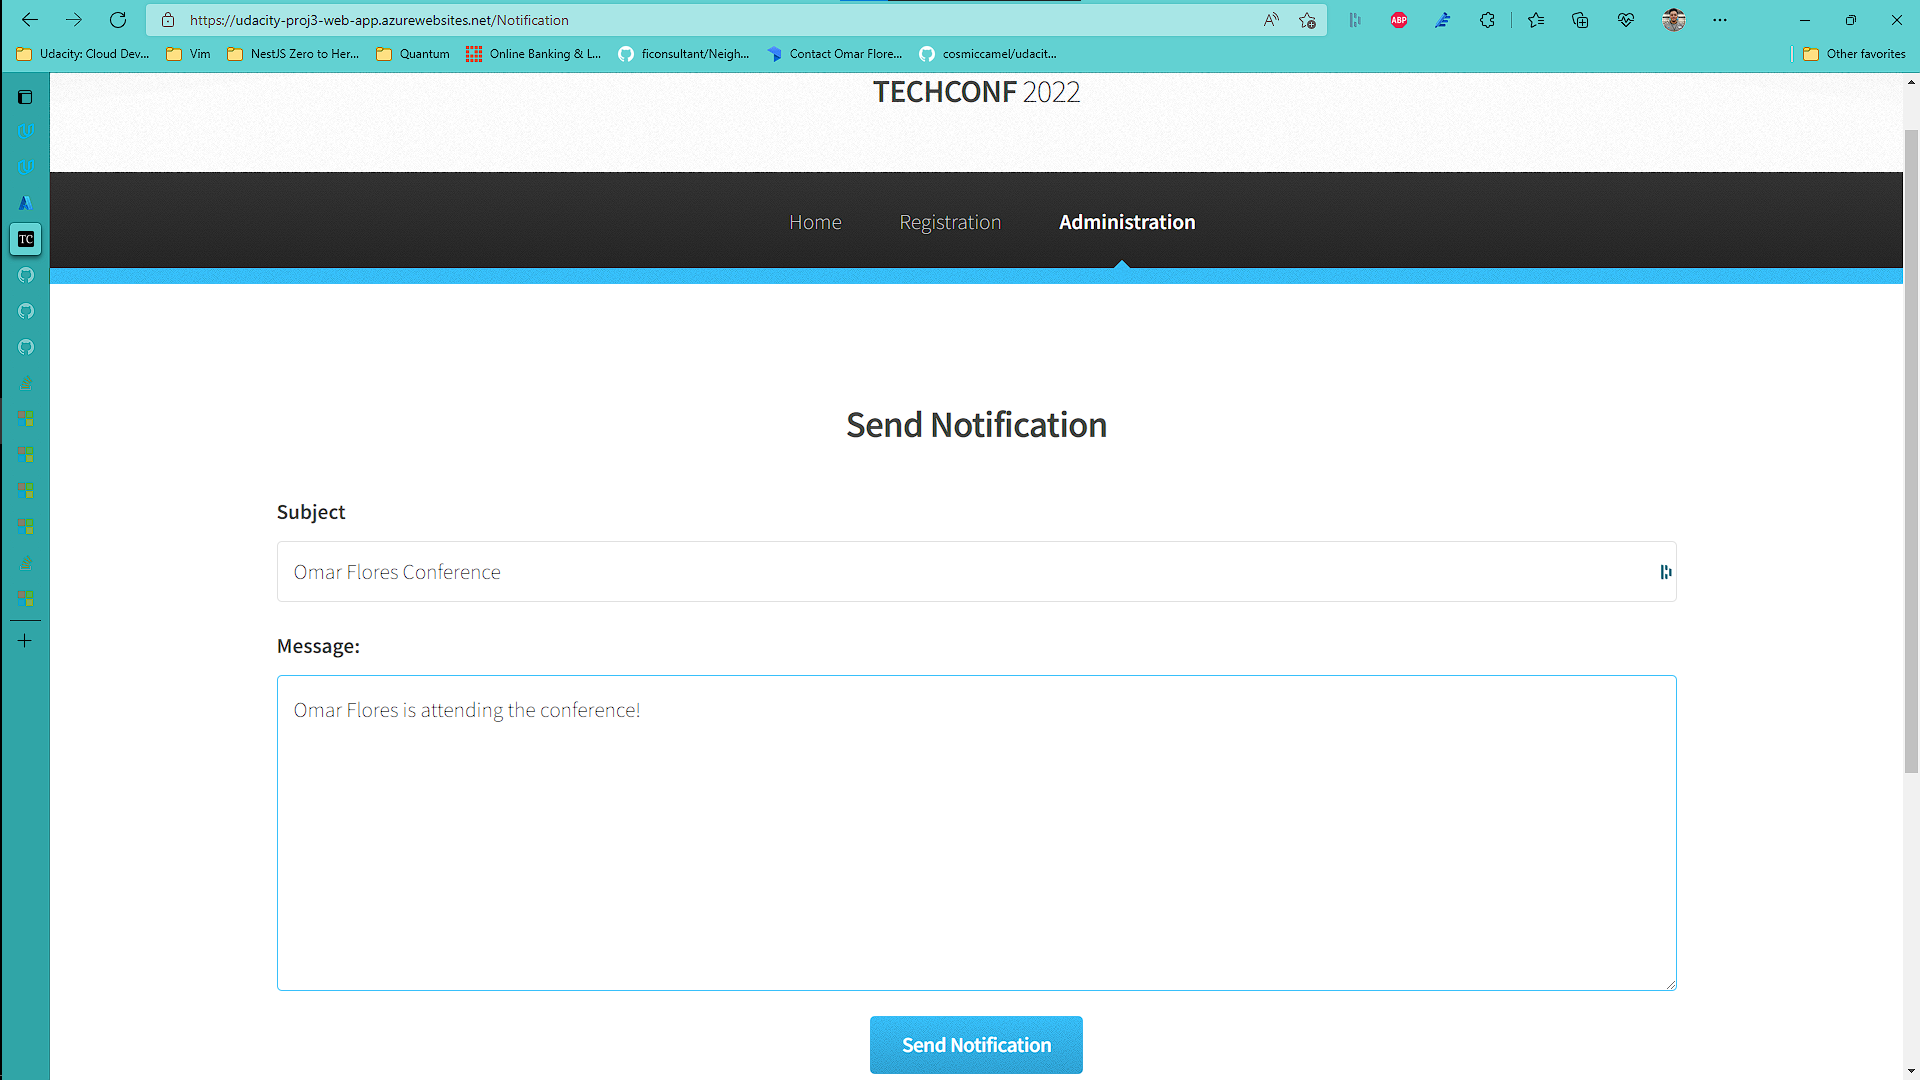 https://udacity-proj3-web-app.azurewebsites.net/Notification
ABP
Udacity: Cloud Dev...
Vim
NestJS Zero to Her...
Quantum
Online Banking & L...
ficonsultant/Neigh...
Contact Omar Flore...
cosmiccamel/udacit...
Other favorites
TC
TECHCONF 2022
Home
Registration
Administration
Send Notification
Subject
Omar Flores Conference
Message:
Omar Flores is attending the conference!
Send Notification